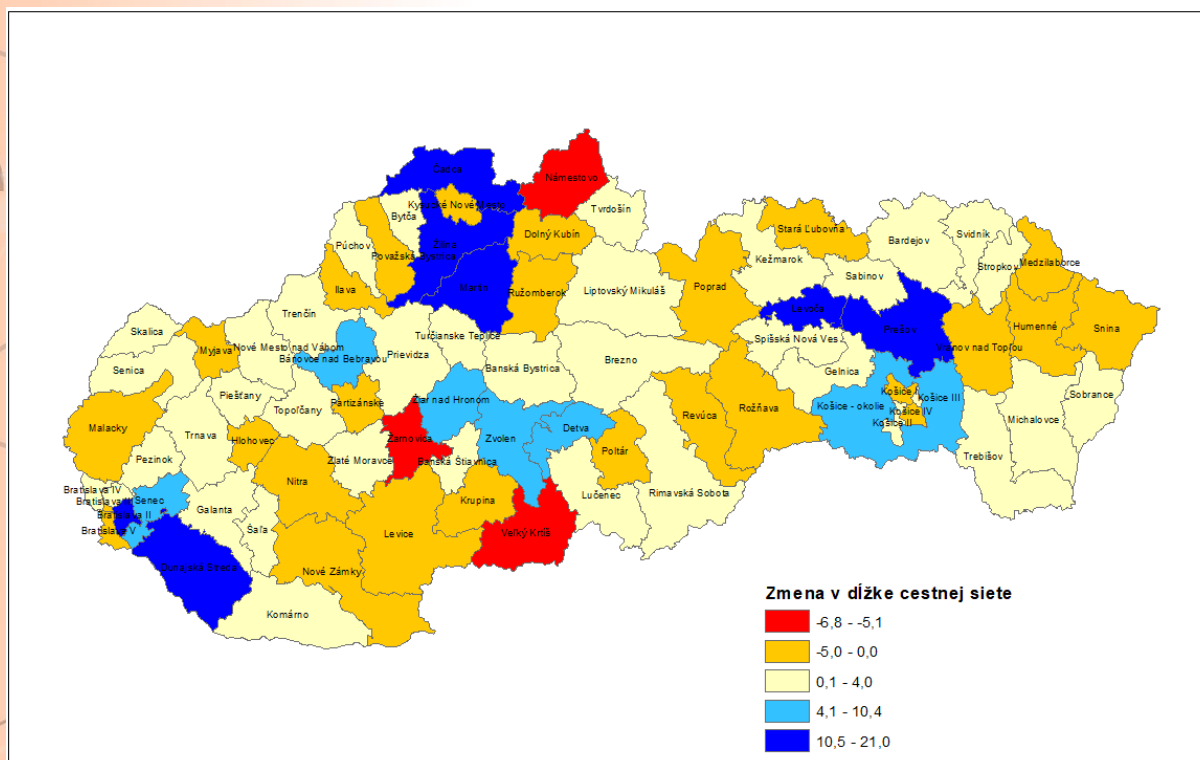 Čadca
Námestovo
Kysucké Nové Mesto
Tvrdošín
Bytča
Dolný Kubín
Stará Ľubovňa
Svidník
Bardejov
Púchov
Žilina
Považská Bystrica
Kežmarok
Stropkov
Medzilaborce
Sabinov
Ilava
Martin
Ružomberok
Liptovský Mikuláš
Poprad
Levoča
Trenčín
Prešov
Humenné
Snina
Skalica
Turčianske Teplice
Spišská Nová Ves
Vranov nad Topľou
Myjava
Nové Mesto nad Váhom
Bánovce nad Bebravou
Prievidza
Brezno
Senica
Banská Bystrica
Gelnica
Piešťany
Košice I
Košice III
Sobrance
Partizánske
Žiar nad Hronom
Topoľčany
Rožňava
Košice - okolie
Košice IV
Košice II
Revúca
Michalovce
Malacky
Trnava
Hlohovec
Žarnovica
Zvolen
Detva
Poltár
Pezinok
Zlaté Moravce
Banská Štiavnica
Trebišov
Nitra
Bratislava IV
Senec
Krupina
Lučenec
Rimavská Sobota
Galanta
Bratislava II
Bratislava V
Šaľa
Levice
Veľký Krtíš
Dunajská Streda
Nové Zámky
Komárno
Zmena v dĺžke cestnej siete
-6,8 - -5,1
-5,0 - 0,0
0,1 - 4,0
4,1 - 10,4
10,5 - 21,0